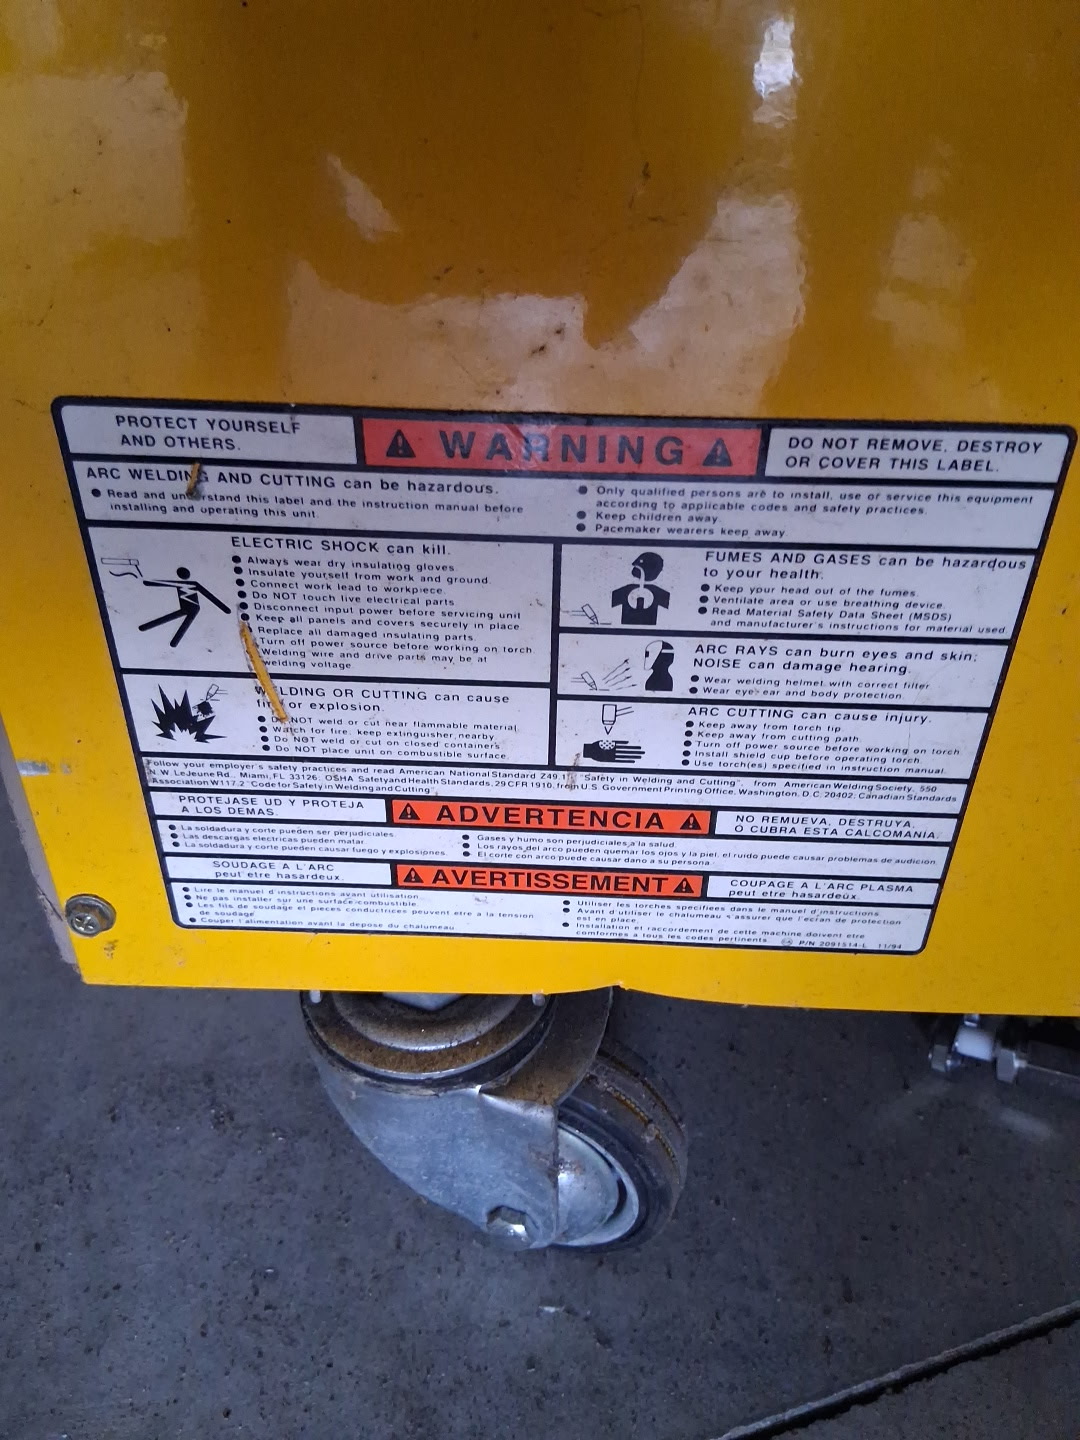 PROTECT YOURSELF
AND OTHERS.
WARNING
DO NOT REMOVE, DESTROY
OR COVER THIS LABEL.
ARC WELDING AND CUTTING can be hazardous.
● Read and understand this label and the instruction manual before
installing and operating this unit.
● Only qualified persons are to install, use or service this equipment
according to applicable codes and safety practices.
● Keep children away.
● Pacemaker wearers keep away.
ELECTRIC SHOCK can kill.
● Always wear dry insulating gloves.
● Insulate yourself from work and ground.
● Connect work lead to workpiece.
● Do NOT touch live electrical parts.
● Disconnect input power before servicing unit.
● Keep all panels and covers securely in place.
Replace all damaged insulating parts.
Turn off power source before working on torch.
Welding wire and drive parts may be at
welding voltage.
WELDING OR CUTTING can cause
fire or explosion.
● Do NOT weld or cut near flammable material.
● Watch for fire: keep extinguisher nearby.
● Do NOT weld or cut on closed containers.
● Do NOT place unit on combustible surface.
FUMES AND GASES can be hazardous
to your health.
● Keep your head out of the fumes.
● Ventilate area or use breathing device.
● Read Material Safety Data Sheet (MSDS)
and manufacturer's instructions for material used.
ARC RAYS can burn eyes and skin;
NOISE can damage hearing.
● Wear welding helmet with correct filter.
● Wear eye, ear and body protection.
ARC CUTTING can cause injury.
● Keep away from torch tip.
● Keep away from cutting path.
● Turn off power source before working on torch.
● Install shield cup before operating torch.
● Use torch(es) specified in instruction manual.
Follow your employer's safety practices and read American National Standard Z49.1 "Safety in Welding and Cutting", from American Welding Society, 550
N.W. LeJeune Rd., Miami, FL 33126; OSHA Safety and Health Standards, 29 CFR 1910, from U.S. Government Printing Office, Washington, D.C. 20402; Canadian Standards
Association W117.2 "Code for Safety in Welding and Cutting".
PROTEJASE UD Y PROTEJA
A LOS DEMAS.
ADVERTENCIA
NO REMUEVA, DESTRUYA,
O CUBRA ESTA CALCOMANIA.
● La soldadura y corte pueden ser perjudiciales.
● Las descargas electricas pueden matar.
● La soldadura y corte pueden causar fuego y explosiones.
● Gases y humo son perjudiciales a la salud.
● Los rayos del arco pueden quemar los ojos y la piel, el ruido puede causar problemas de audicion.
● El corte con arco puede causar daño a su persona.
SOUDAGE A L'ARC
peut etre hasardeux.
AVERTISSEMENT
COUPAGE A L'ARC PLASMA
peut etre hasardeux.
● Lire le manuel d'instructions avant utilisation.
● Ne pas installer sur une surface combustible.
● Les fils de soudage et pieces conductrices peuvent etre a la tension
de soudage.
● Couper l'alimentation avant la depose du chalumeau.
● Utiliser les torches specifiees dans le manuel d'instructions.
● Avant d'utiliser le chalumeau s'assurer que l'ecran de protection
est en place.
● Installation et raccordement de cette machine doivent etre
conformes a tous les codes pertinents.
P/N 2091514-L 11/94